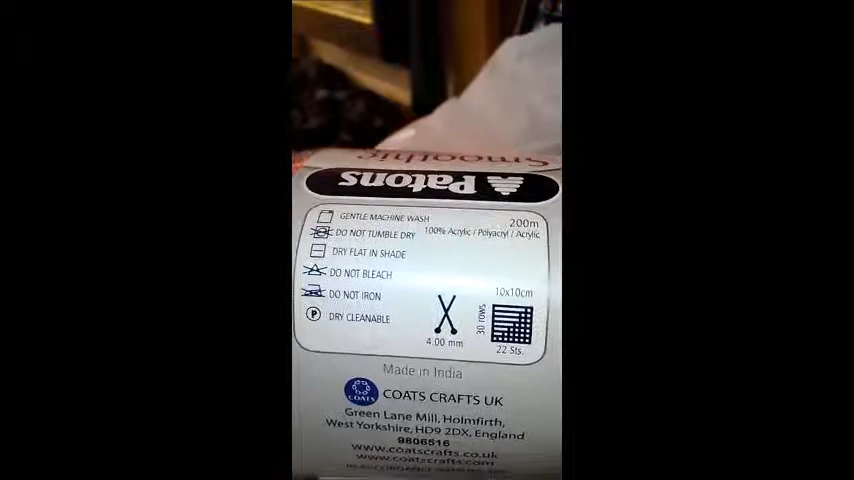 Smoothie
Patons
GENTLE MACHINE WASH
200m
DO NOT TUMBLE DRY
100% Acrylic / Polyacryl / Acrylic
DRY FLAT IN SHADE
DO NOT BLEACH
DO NOT IRON
10x10cm
30 rows
P DRY CLEANABLE
4.00 mm
22 Sts.
Made in India
COATS COATS CRAFTS UK
Green Lane Mill, Holmfirth,
West Yorkshire, HD9 2DX, England
9806516
www.coatscrafts.co.uk
www.coatscrafts.com